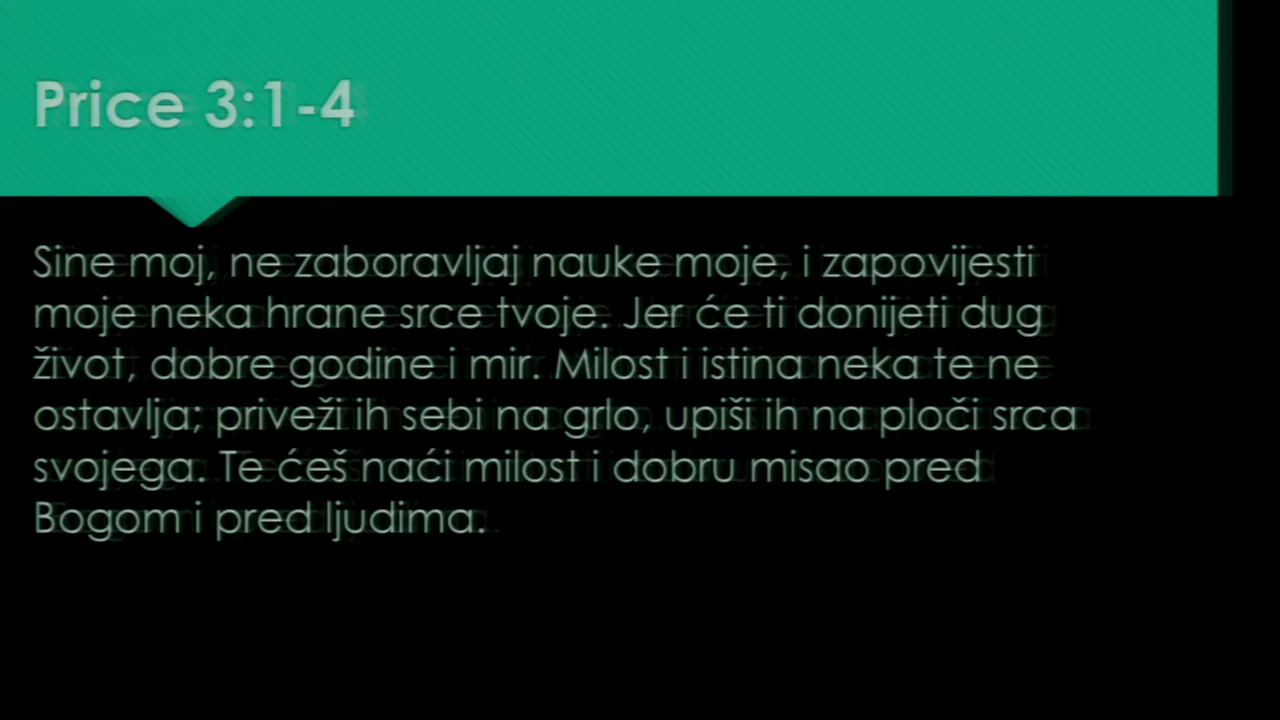 Price 3:1-4
Sine moj, ne zaboravljaj nauke moje, i zapovijesti
moje neka hrane srce tvoje. Jer će ti donijeti dug
život, dobre godine i mir. Milost i istina neka te ne
ostavlja; priveži ih sebi na grlo, upiši ih na ploči srca
svojega. Te ćeš naći milost i dobru misao pred
Bogom i pred ljudima.